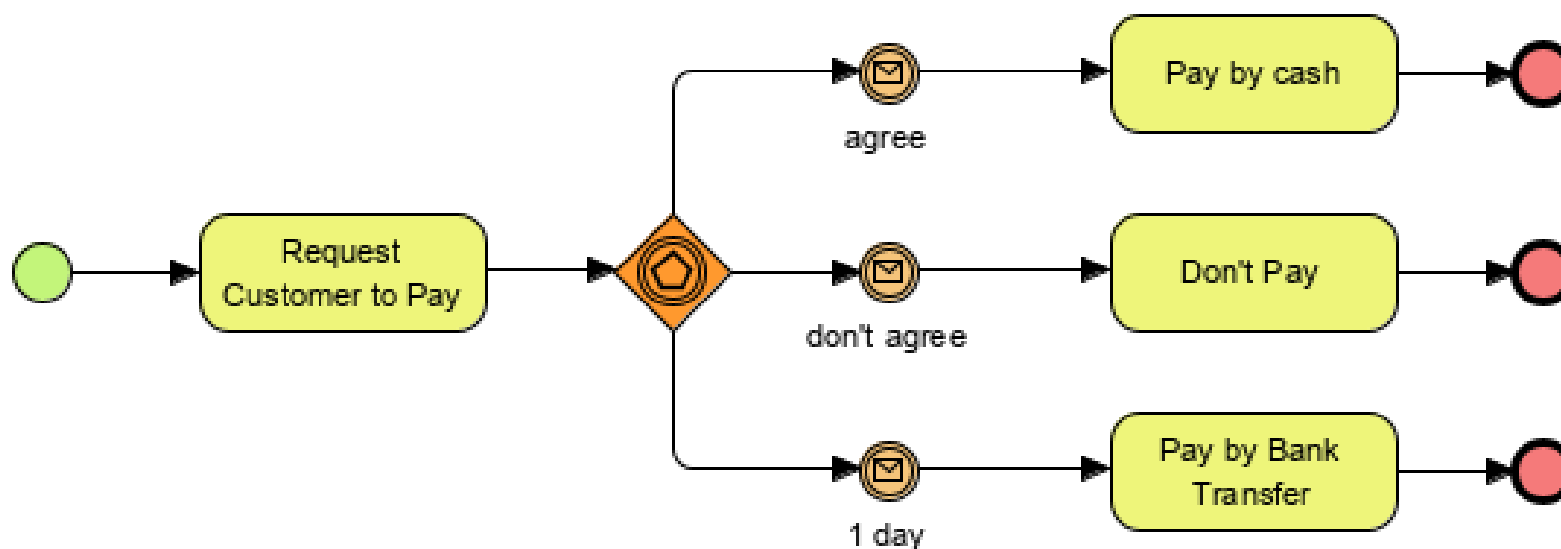 Pay by cash
agree
Request
Customer to Pay
Don't Pay
don't agree
Pay by Bank
Transfer
1 day